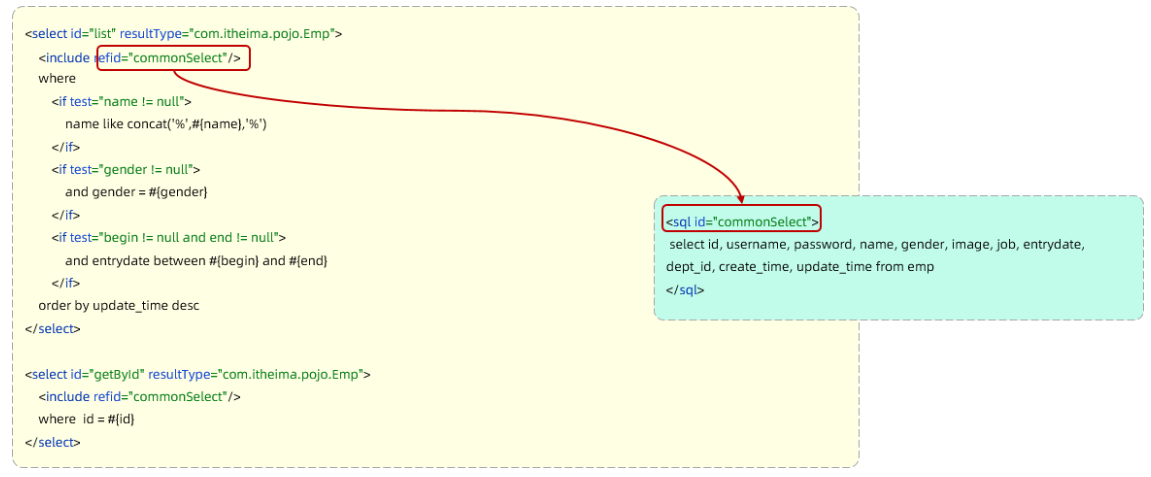 <select id="list" resultType="com.itheima.pojo.Emp">
<include refid="commonSelect"/>
where
<if test="name != null">
name like concat('%',#{name},'%')
</if>
<if test="gender != null">
and gender = #{gender}
</if>
<if test="begin != null and end != null">
and entrydate between #{begin} and #{end}
</if>
order by update_time desc
</select>
<select id="getById" resultType="com.itheima.pojo.Emp">
<include refid="commonSelect"/>
where  id = #{id}
</select>
<sql id="commonSelect">
select id, username, password, name, gender, image, job, entrydate,
dept_id, create_time, update_time from emp
</sql>